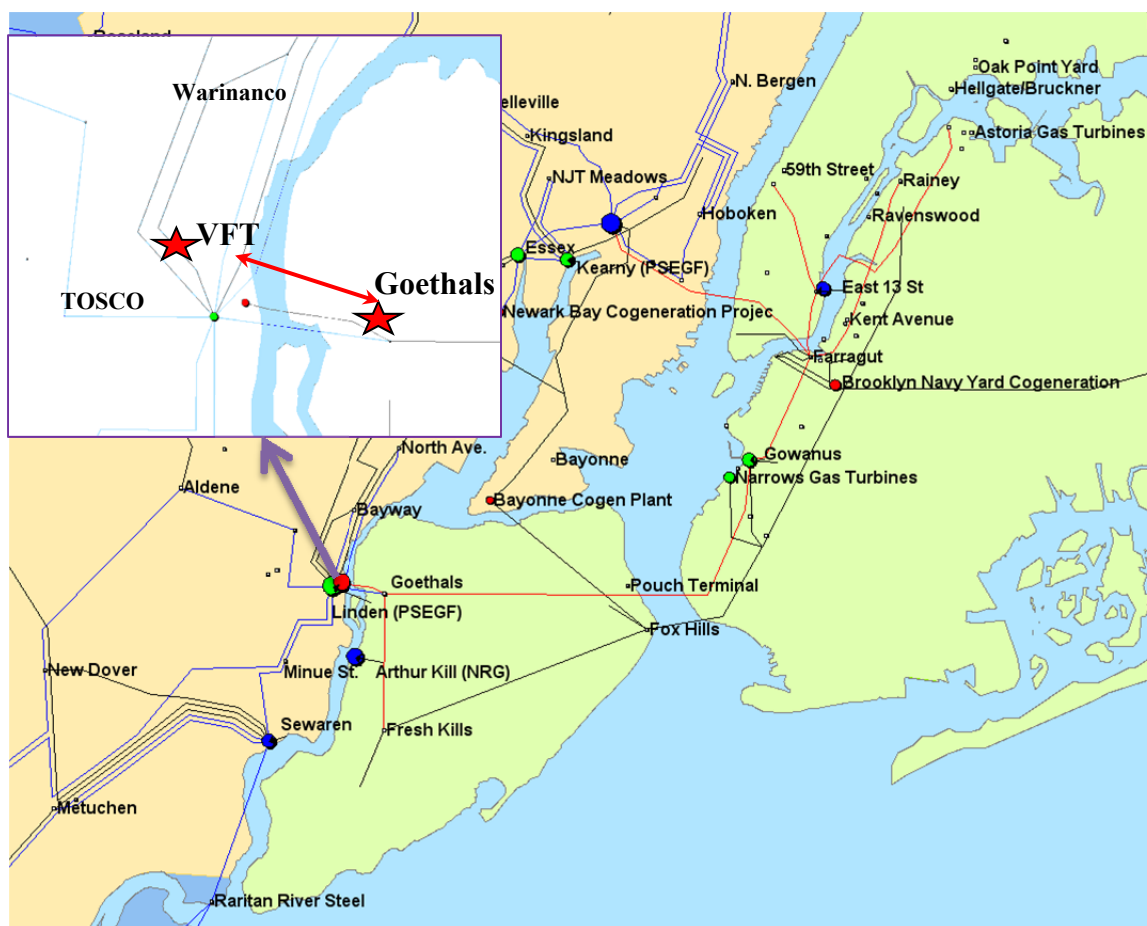 Roseland
Warinanco
VFT
Goethals
TOSCO
elleville
Kingsland
NJT Meadows
N. Bergen
Hoboken
Essex
Kearny (PSEGF)
Newark Bay Cogeneration Projec
Oak Point Yard
Hellgate/Bruckner
Astoria Gas Turbines
59th Street
Rainey
Ravenswood
East 13 St
Kent Avenue
Farragut
Brooklyn Navy Yard Cogeneration
North Ave.
Aldene
Bayonne
Gowanus
Narrows Gas Turbines
Bayonne Cogen Plant
Bayway
Goethals
Pouch Terminal
Linden (PSEGF)
Fox Hills
New Dover
Minue St.
Arthur Kill (NRG)
Sewaren
Fresh Kills
Metuchen
Raritan River Steel